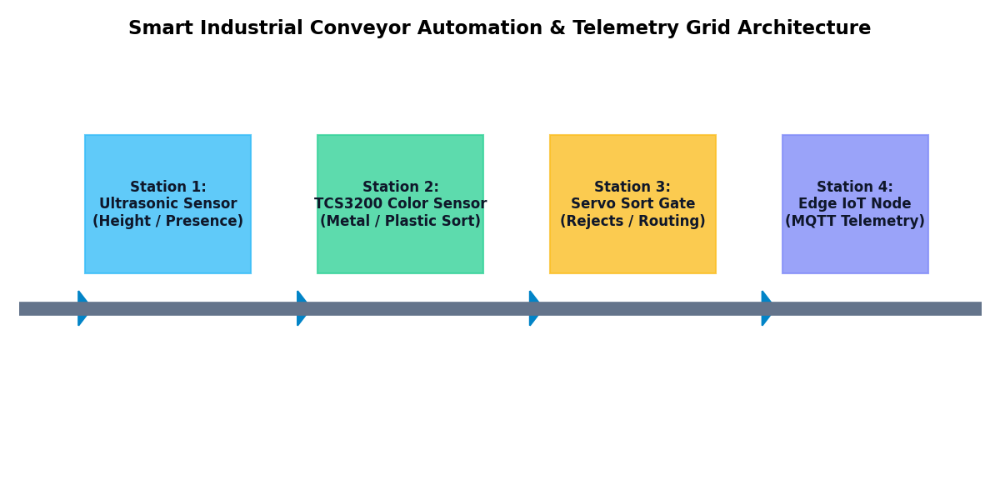 Smart Industrial Conveyor Automation & Telemetry Grid Architecture
Station 1:
Ultrasonic Sensor
(Height / Presence)
Station 2:
TCS3200 Color Sensor
(Metal / Plastic Sort)
Station 3:
Servo Sort Gate
(Rejects / Routing)
Station 4:
Edge IoT Node
(MQTT Telemetry)